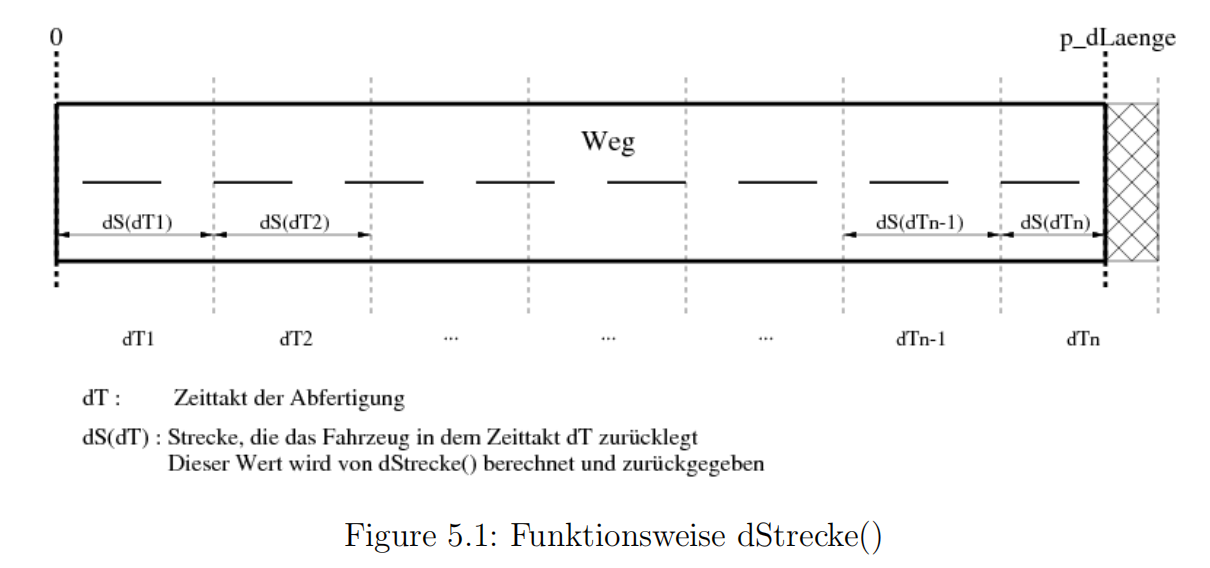 0
p_dLaenge
Weg
dS(dT1) dS(dT2) dS(dTn-1) dS(dTn)
dT1 dT2 ... ... ... dTn-1 dTn
dT : Zeittakt der Abfertigung
dS(dT) : Strecke, die das Fahrzeug in dem Zeittakt dT zurücklegt
Dieser Wert wird von dStrecke() berechnet und zurückgegeben
Figure 5.1: Funktionsweise dStrecke()